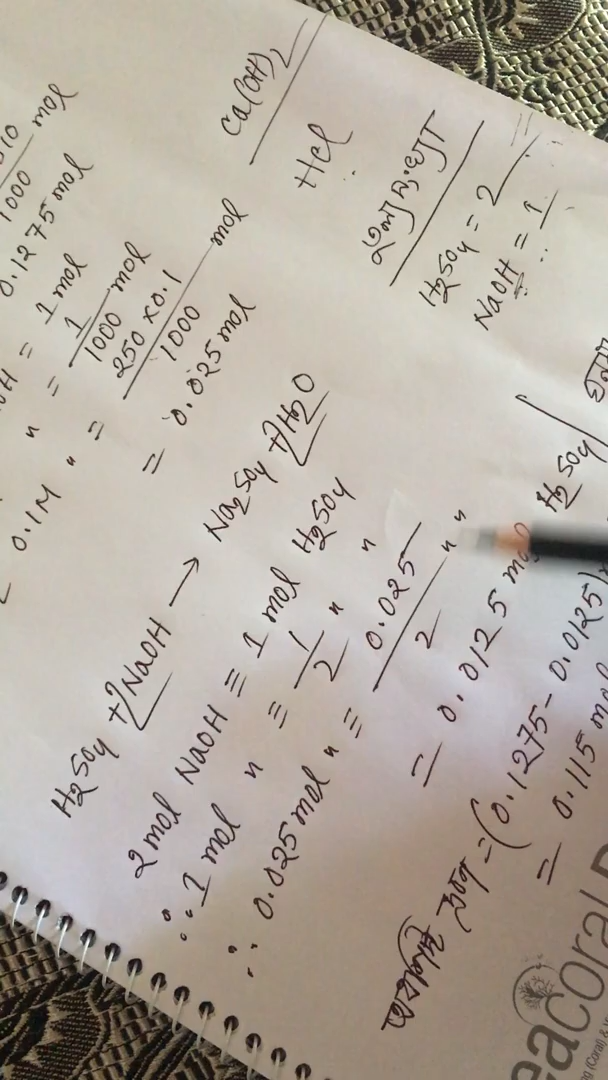 1000 mol
0.1275 mol
= 1 mol
" = 1/1000 mol
0.1M " = 250 × 0.1/1000 mol
= 0.025 mol
Ca(OH)2
HCl
H2SO4 = 2
NaOH = 1
H2SO4 + 2NaOH → Na2SO4 + 2H2O
2 mol NaOH ≡ 1 mol H2SO4
∴ 1 mol " ≡ 1/2 " "
∴ 0.025 mol " ≡ 0.025/2 " "
= 0.0125 mol H2SO4
অবশিষ্ট = (0.1275 - 0.0125)
= 0.115 mol